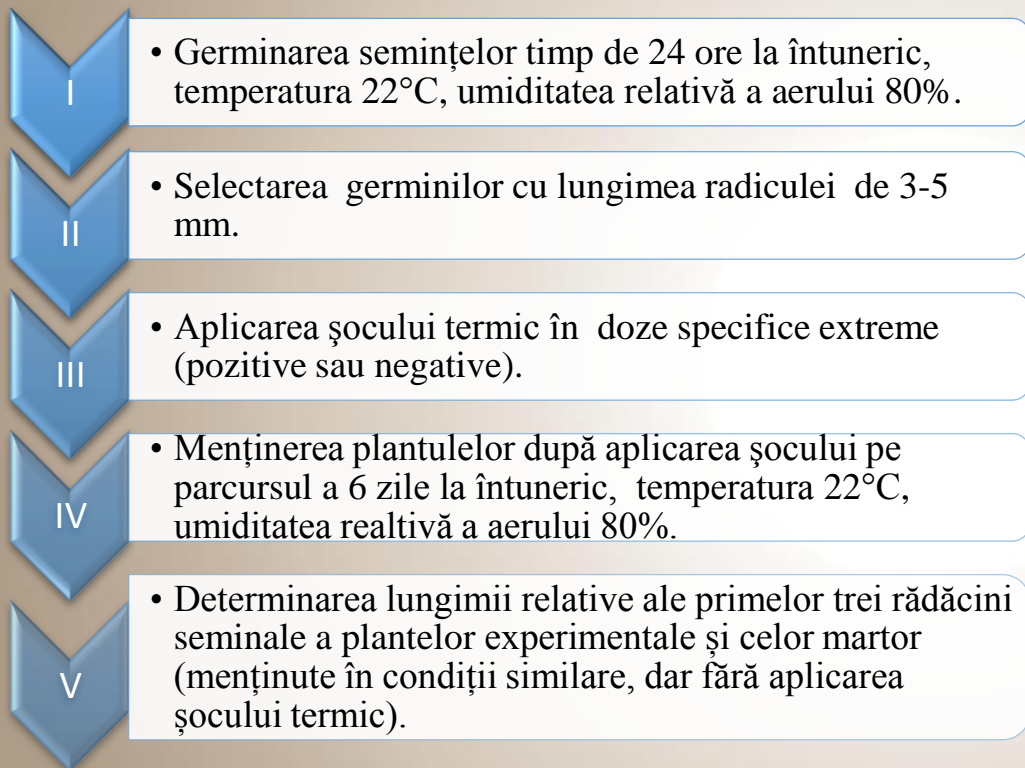 I
• Germinarea semințelor timp de 24 ore la întuneric,
temperatura 22°C, umiditatea relativă a aerului 80%.
II
• Selectarea germinilor cu lungimea radiculei de 3-5
mm.
III
• Aplicarea şocului termic în doze specifice extreme
(pozitive sau negative).
IV
• Menținerea plantulelor după aplicarea şocului pe
parcursul a 6 zile la întuneric, temperatura 22°C,
umiditatea realtivă a aerului 80%.
V
• Determinarea lungimii relative ale primelor trei rădăcini
seminale a plantelor experimentale și celor martor
(menținute în condiții similare, dar fără aplicarea
șocului termic).